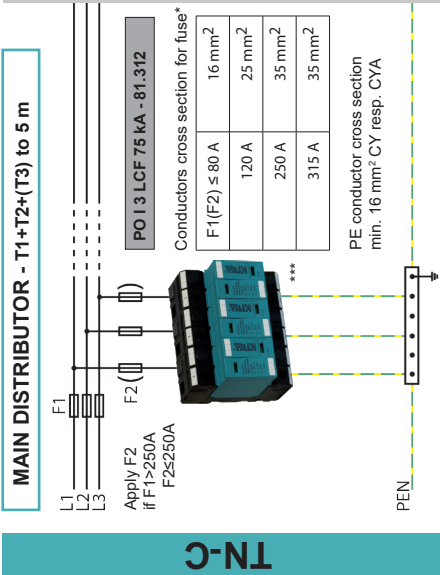 MAIN DISTRIBUTOR - T1+T2+(T3) to 5 m
L1
L2
L3
F1
F2
Apply F2
if F1>250A
F2≤250A
PO I 3 LCF 75 kA - 81.312
Conductors cross section for fuse*
F1(F2) ≤ 80 A 16 mm²
120 A 25 mm²
250 A 35 mm²
315 A 35 mm²
***
PE conductor cross section
min. 16 mm² CY resp. CYA
PEN
TN-C